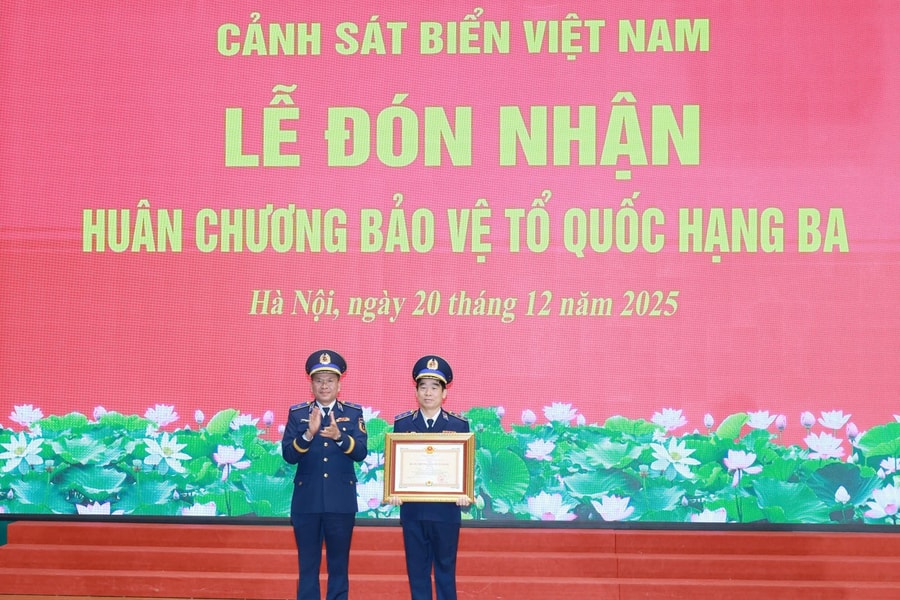 CẢNH SÁT BIỂN VIỆT NAM
LỄ ĐÓN NHẬN
HUÂN CHƯƠNG BẢO VỆ TỔ QUỐC HẠNG BA
Hà Nội, ngày 20 tháng 12 năm 2025